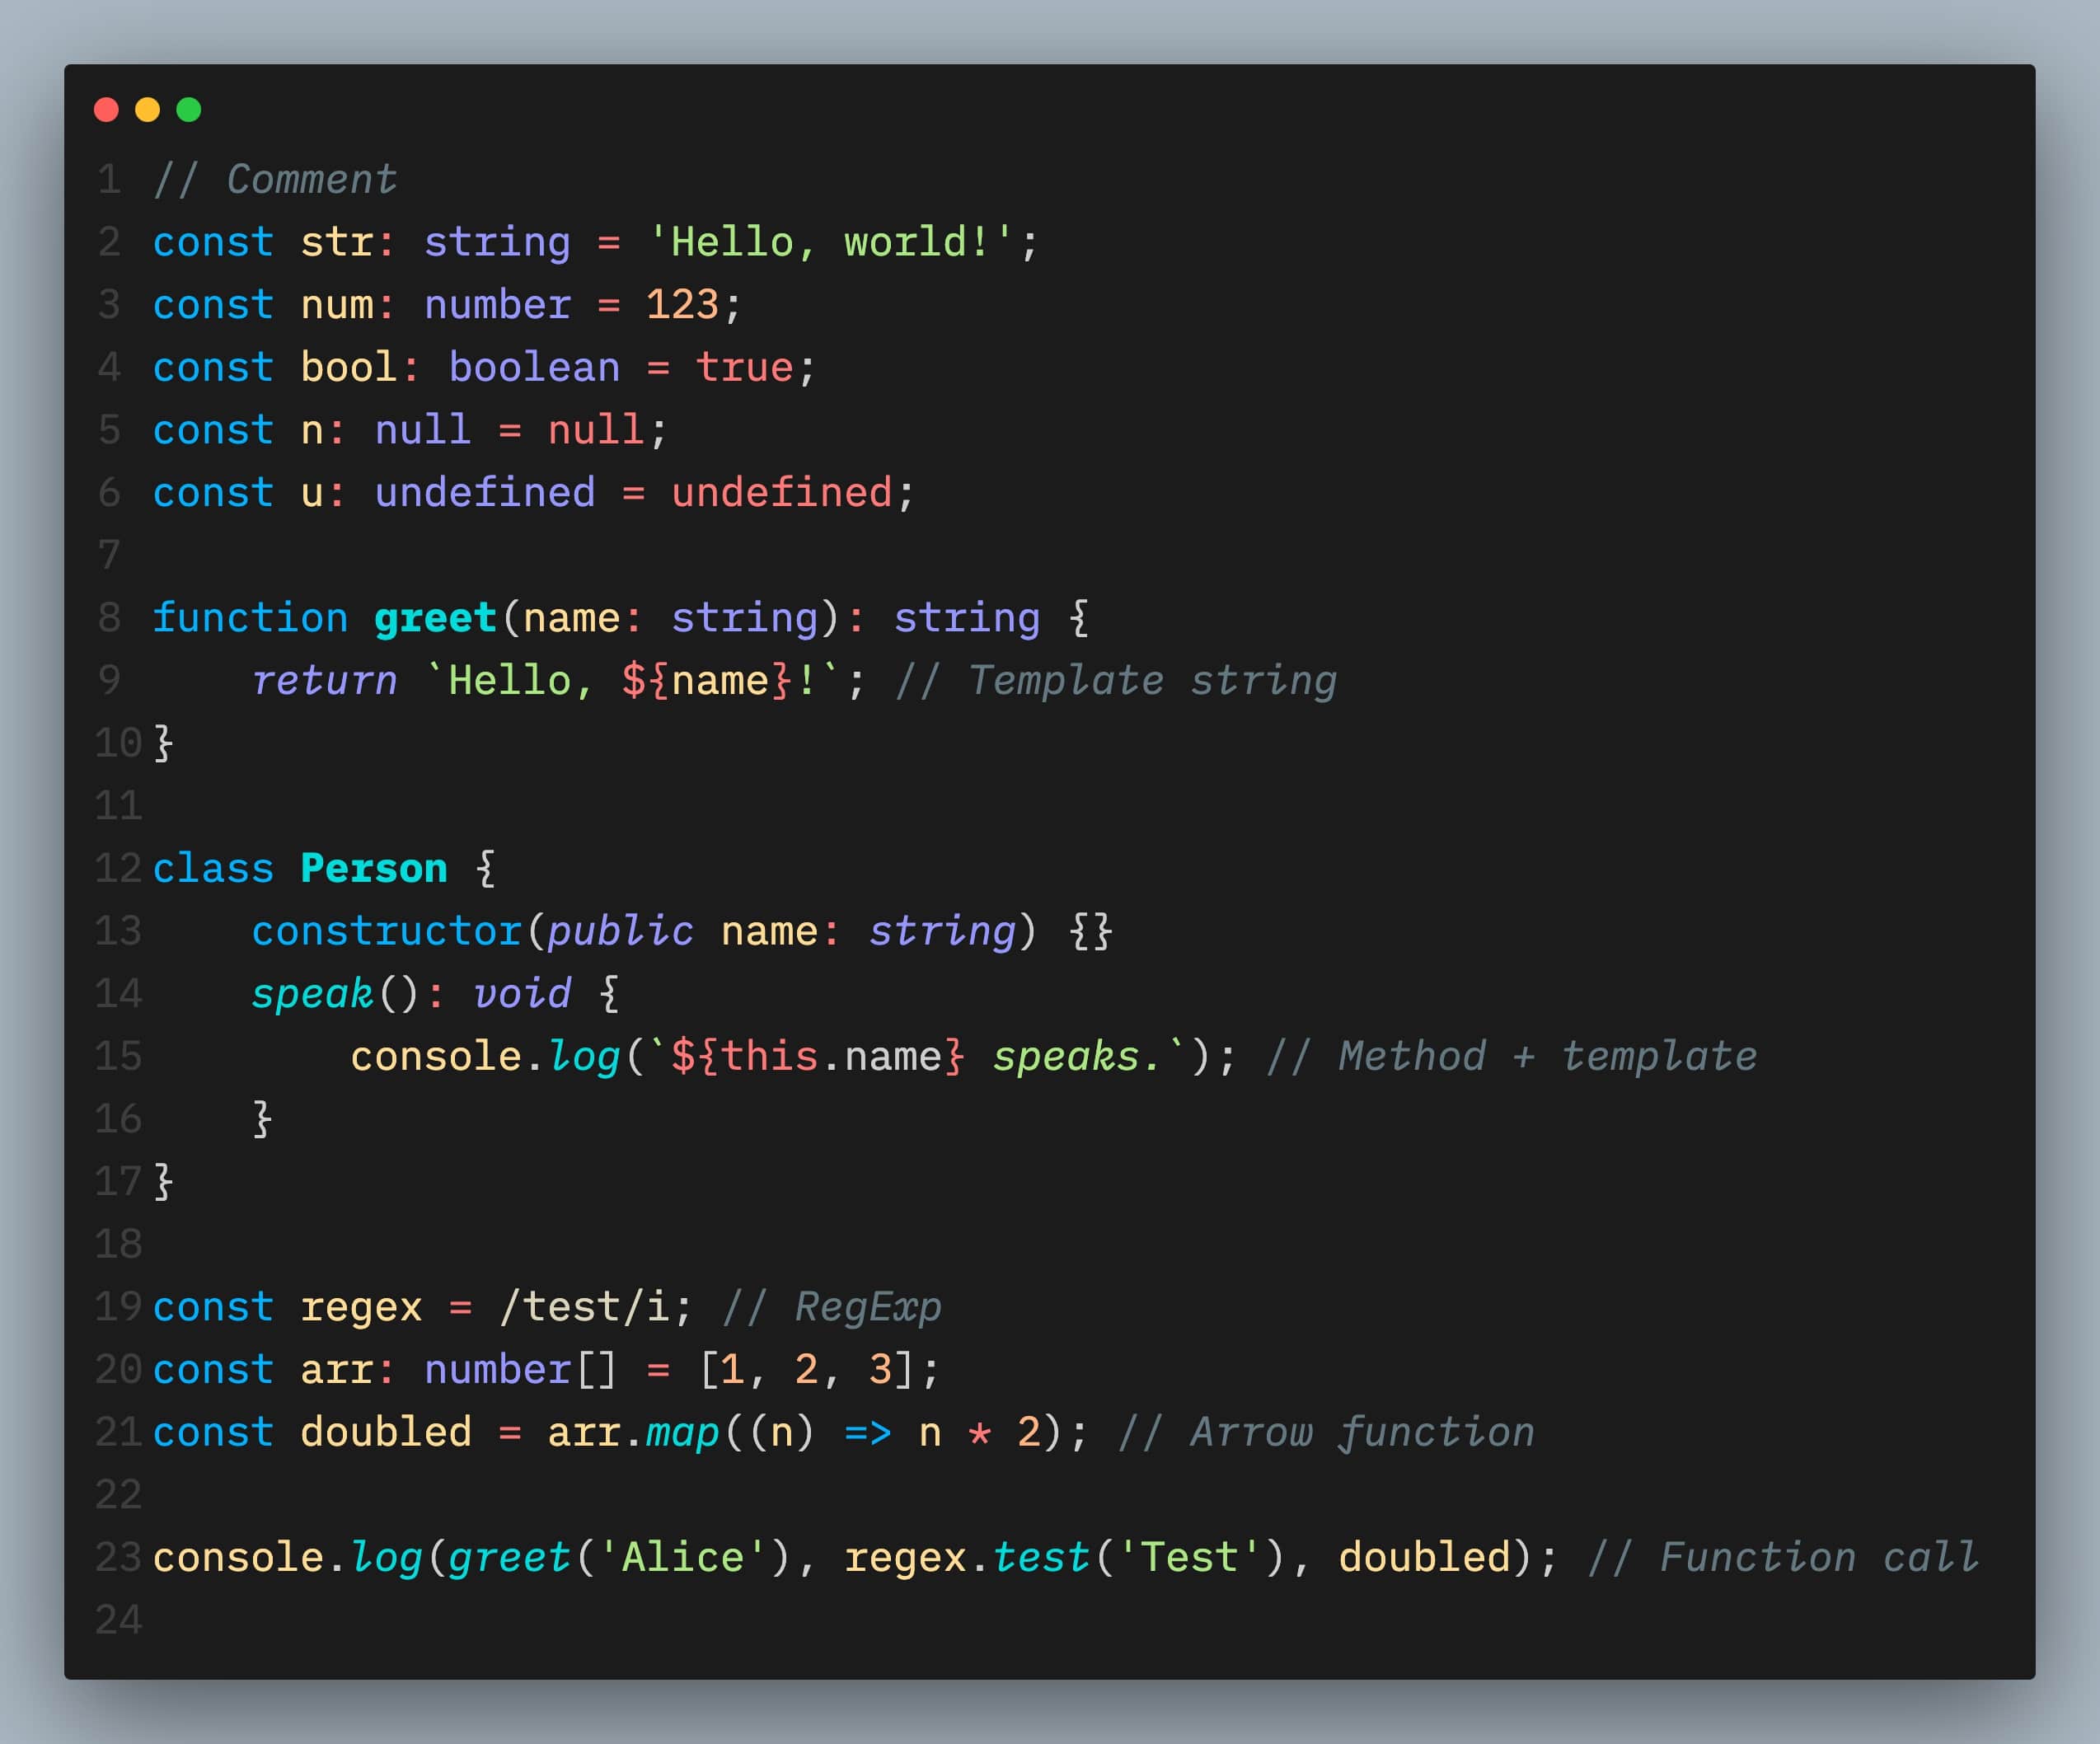 1 // Comment
2 const str: string = 'Hello, world!';
3 const num: number = 123;
4 const bool: boolean = true;
5 const n: null = null;
6 const u: undefined = undefined;
7
8 function greet(name: string): string {
9     return `Hello, ${name}!`; // Template string
10 }
11
12 class Person {
13     constructor(public name: string) {}
14     speak(): void {
15         console.log(`${this.name} speaks.`); // Method + template
16     }
17 }
18
19 const regex = /test/i; // RegExp
20 const arr: number[] = [1, 2, 3];
21 const doubled = arr.map((n) => n * 2); // Arrow function
22
23 console.log(greet('Alice'), regex.test('Test'), doubled); // Function call
24